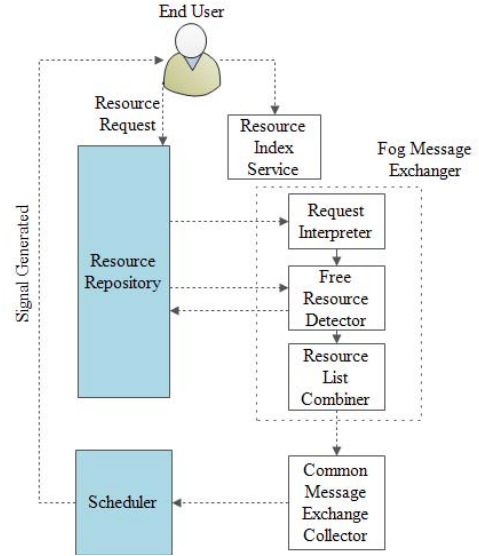 End User
Resource
Request
Resource
Index
Service
Fog Message
Exchanger
Request
Interpreter
Resource
Repository
Free
Resource
Detector
Signal Generated
Resource
List
Combiner
Scheduler
Common
Message
Exchange
Collector